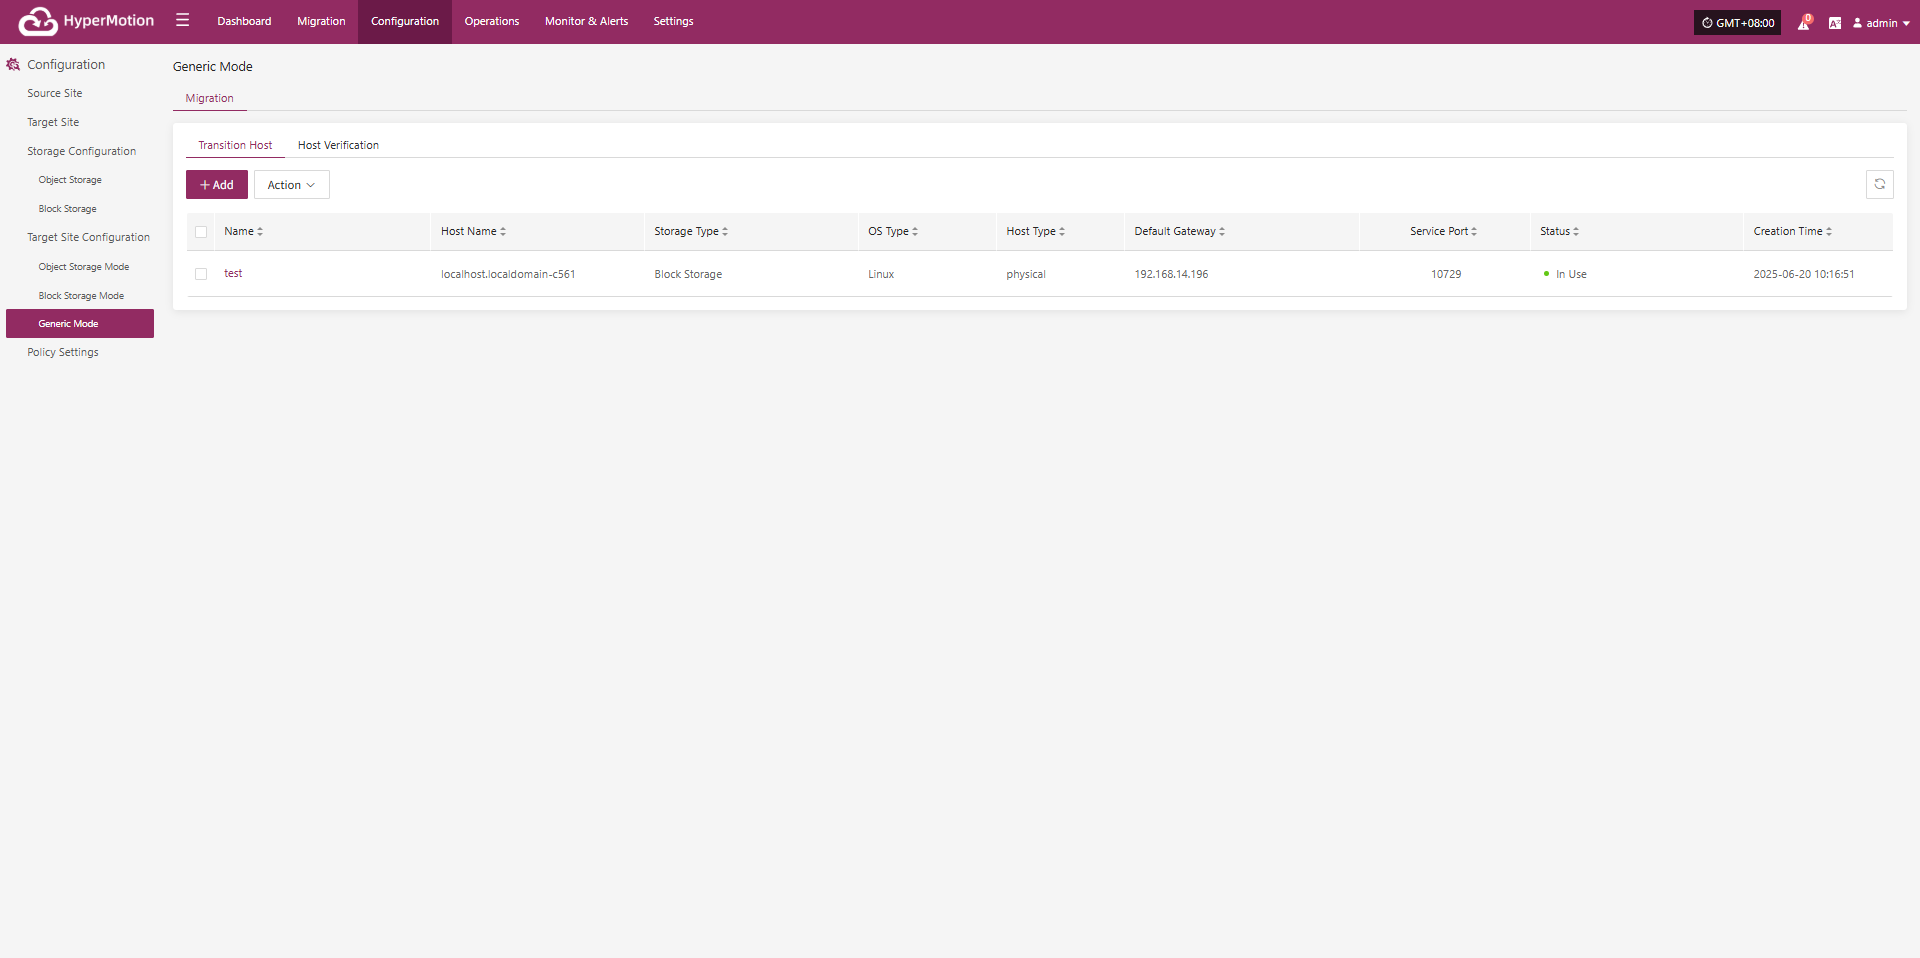 HyperMotion
Dashboard
Migration
Configuration
Operations
Monitor & Alerts
Settings
GMT+08:00
0
A
admin
Configuration
Source Site
Target Site
Storage Configuration
Object Storage
Block Storage
Target Site Configuration
Object Storage Mode
Block Storage Mode
Generic Mode
Policy Settings
Generic Mode
Migration
Transition Host
Host Verification
Add
Action
Name
Host Name
Storage Type
OS Type
Host Type
Default Gateway
Service Port
Status
Creation Time
test
localhost.localdomain-c561
Block Storage
Linux
physical
192.168.14.196
10729
In Use
2025-06-20 10:16:51